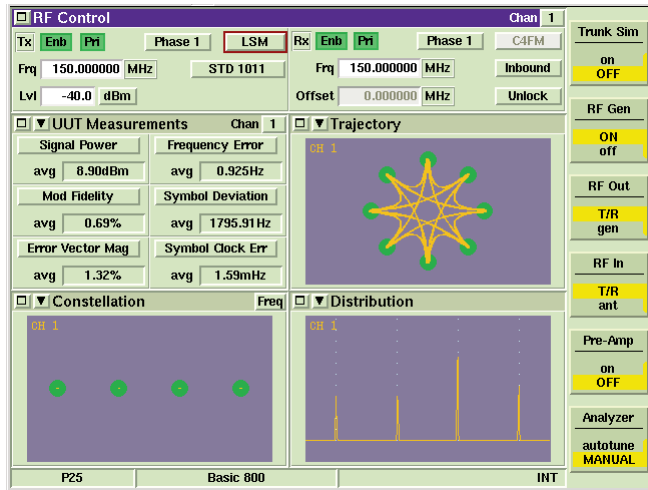 RF Control Chan 1
Tx Enb Pri Phase 1 LSM Rx Enb Pri Phase 1 C4FM
Frq 150.000000 MHz STD 1011 Frq 150.000000 MHz Inbound
Lvl -40.0 dBm Offset 0.000000 MHz Unlock
UUT Measurements Chan 1
Signal Power Frequency Error
avg 8.90dBm avg 0.925Hz
Mod Fidelity Symbol Deviation
avg 0.69% avg 1795.91Hz
Error Vector Mag Symbol Clock Err
avg 1.32% avg 1.59mHz
Trajectory
CH 1
Constellation Freq
CH 1
Distribution
CH 1
P25 Basic 800 INT
Trunk Sim
on
OFF
RF Gen
ON
off
RF Out
T/R
gen
RF In
T/R
ant
Pre-Amp
on
OFF
Analyzer
autotune
MANUAL